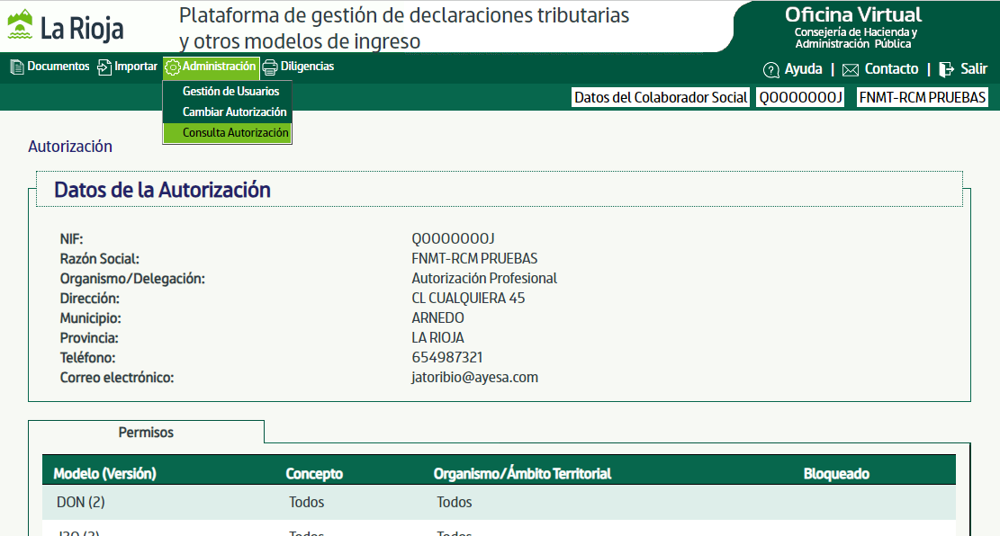 La Rioja
Plataforma de gestión de declaraciones tributarias
y otros modelos de ingreso
Oficina Virtual
Consejería de Hacienda y
Administración Pública
Documentos Importar Administración Diligencias
Ayuda | Contacto | Salir
Gestión de Usuarios
Cambiar Autorización
Consulta Autorización
Datos del Colaborador Social Q0000000J FNMT-RCM PRUEBAS
Autorización
Datos de la Autorización
NIF: Q0000000J
Razón Social: FNMT-RCM PRUEBAS
Organismo/Delegación: Autorización Profesional
Dirección: CL CUALQUIERA 45
Municipio: ARNEDO
Provincia: LA RIOJA
Teléfono: 654987321
Correo electrónico: jatoribio@ayesa.com
Permisos
Modelo (Versión) Concepto Organismo/Ámbito Territorial Bloqueado
DON (2) Todos Todos
Todos Todos